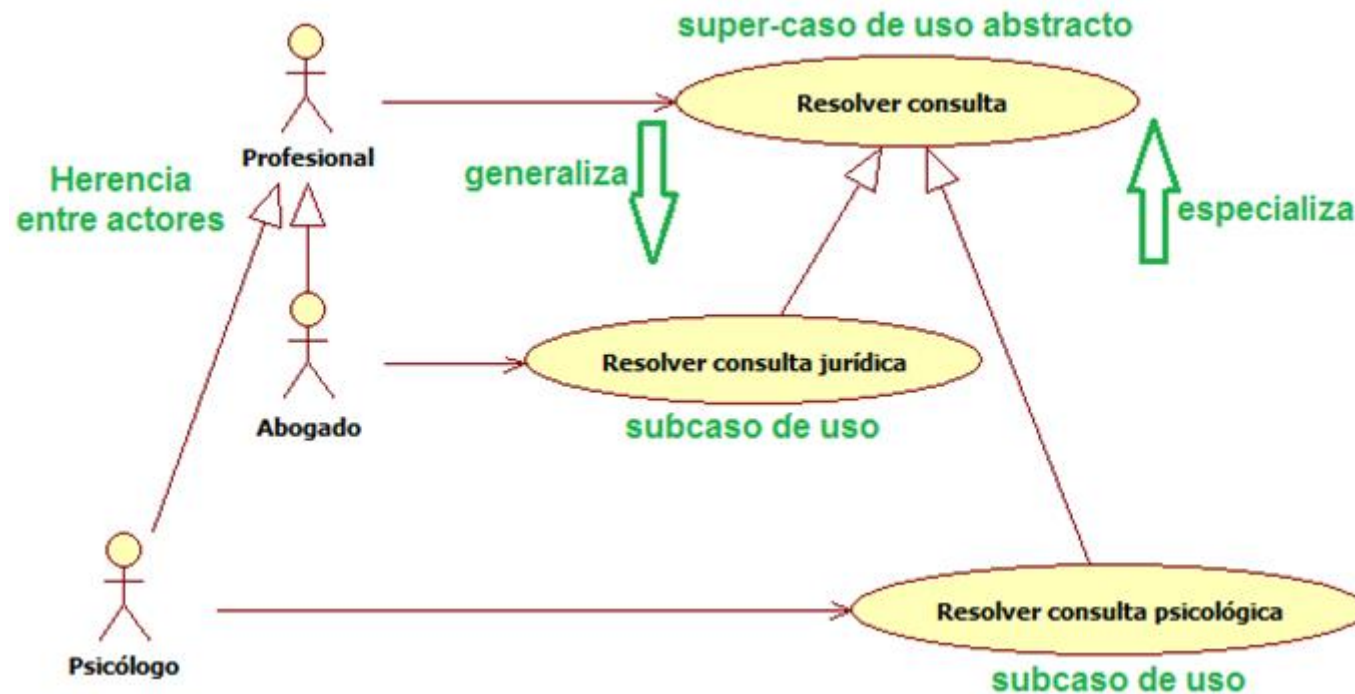 super-caso de uso abstracto
Resolver consulta
Profesional
Herencia
entre actores
generaliza
especializa
Abogado
Resolver consulta jurídica
subcaso de uso
Psicólogo
Resolver consulta psicológica
subcaso de uso